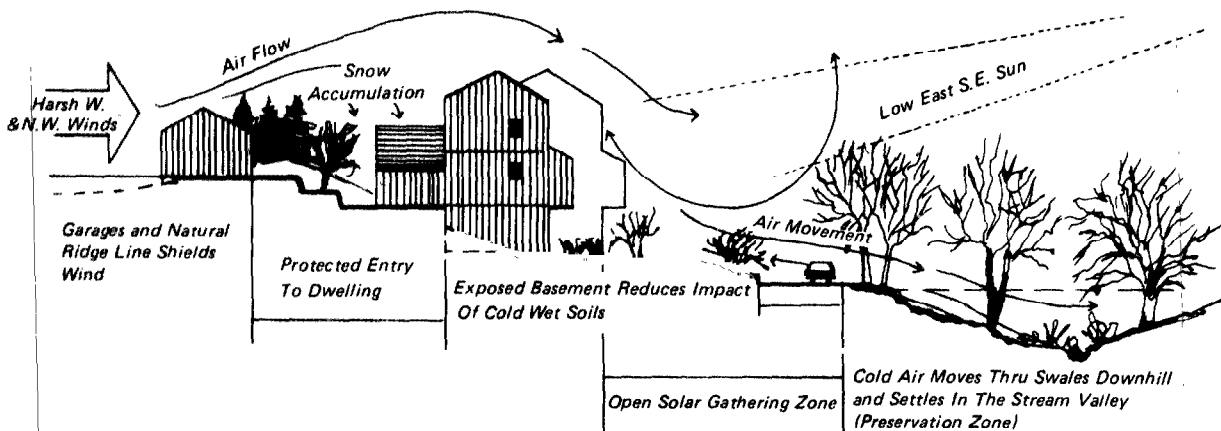 Air Flow
Snow
Accumulation
Harsh W.
& N.W. Winds
Low East S.E. Sun
Air Movement
Garages and Natural
Ridge Line Shields
Wind
Protected Entry
To Dwelling
Exposed Basement Reduces Impact
Of Cold Wet Soils
Open Solar Gathering Zone
Cold Air Moves Thru Swales Downhill
and Settles In The Stream Valley
(Preservation Zone)